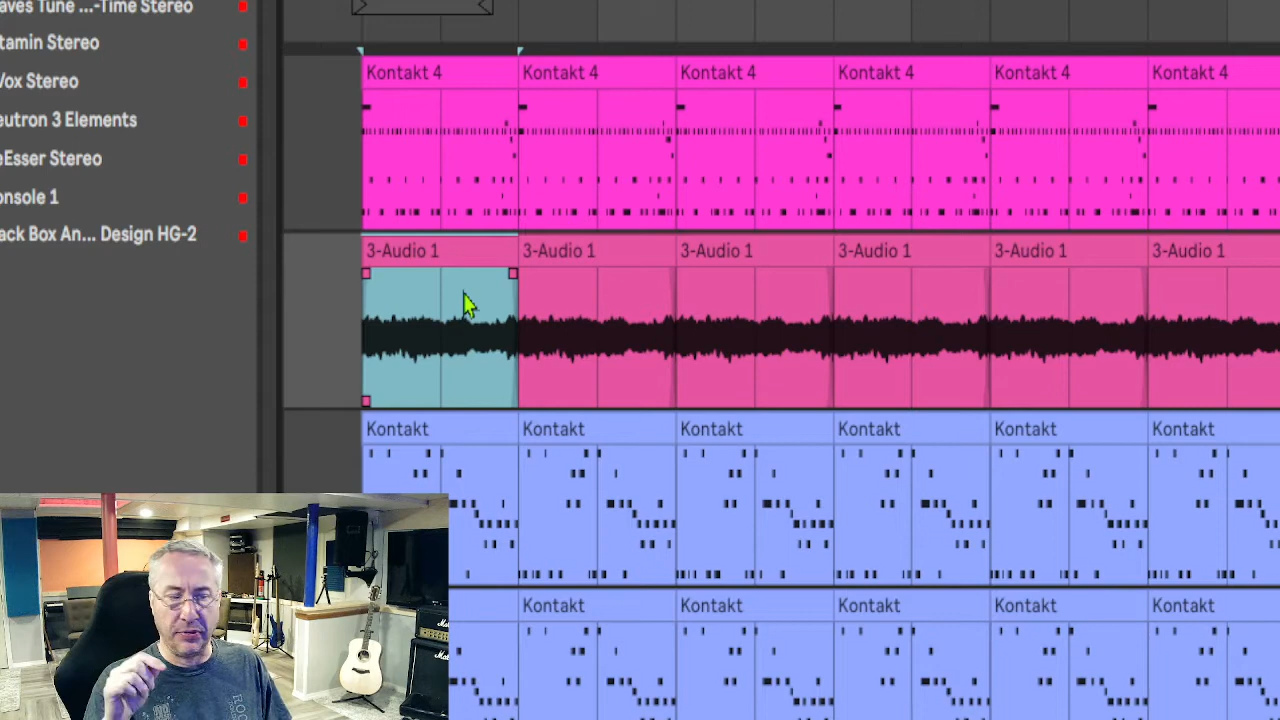 aves Tune ...-Time Stereo
tamin Stereo
Vox Stereo
eutron 3 Elements
eEsser Stereo
onsole 1
ack Box An... Design HG-2
Kontakt 4 Kontakt 4 Kontakt 4 Kontakt 4 Kontakt 4 Kontakt 4
3-Audio 1 3-Audio 1 3-Audio 1 3-Audio 1 3-Audio 1 3-Audio 1
Kontakt Kontakt Kontakt Kontakt Kontakt Kontakt
Kontakt Kontakt Kontakt Kontakt Kontakt